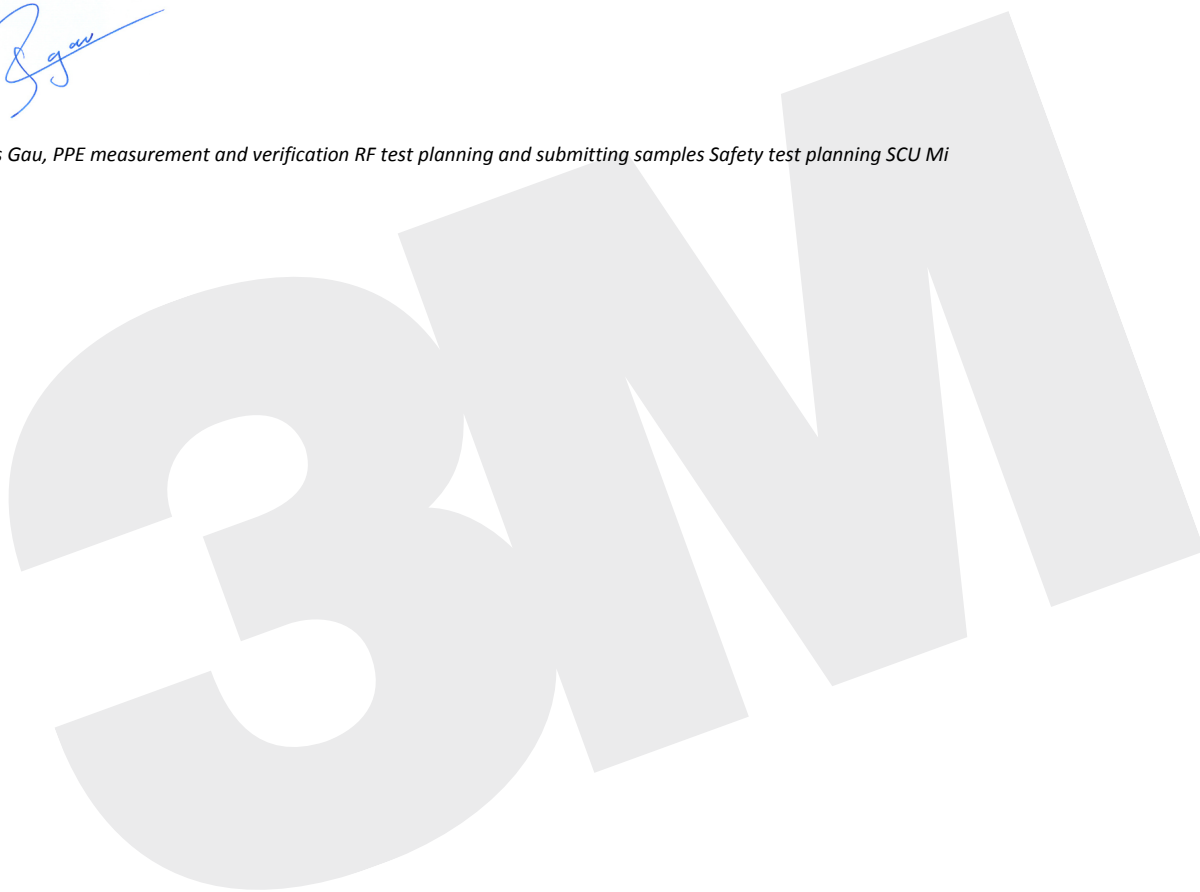 s Gau, PPE measurement and verification RF test planning and submitting samples Safety test planning SCU Mi
3M